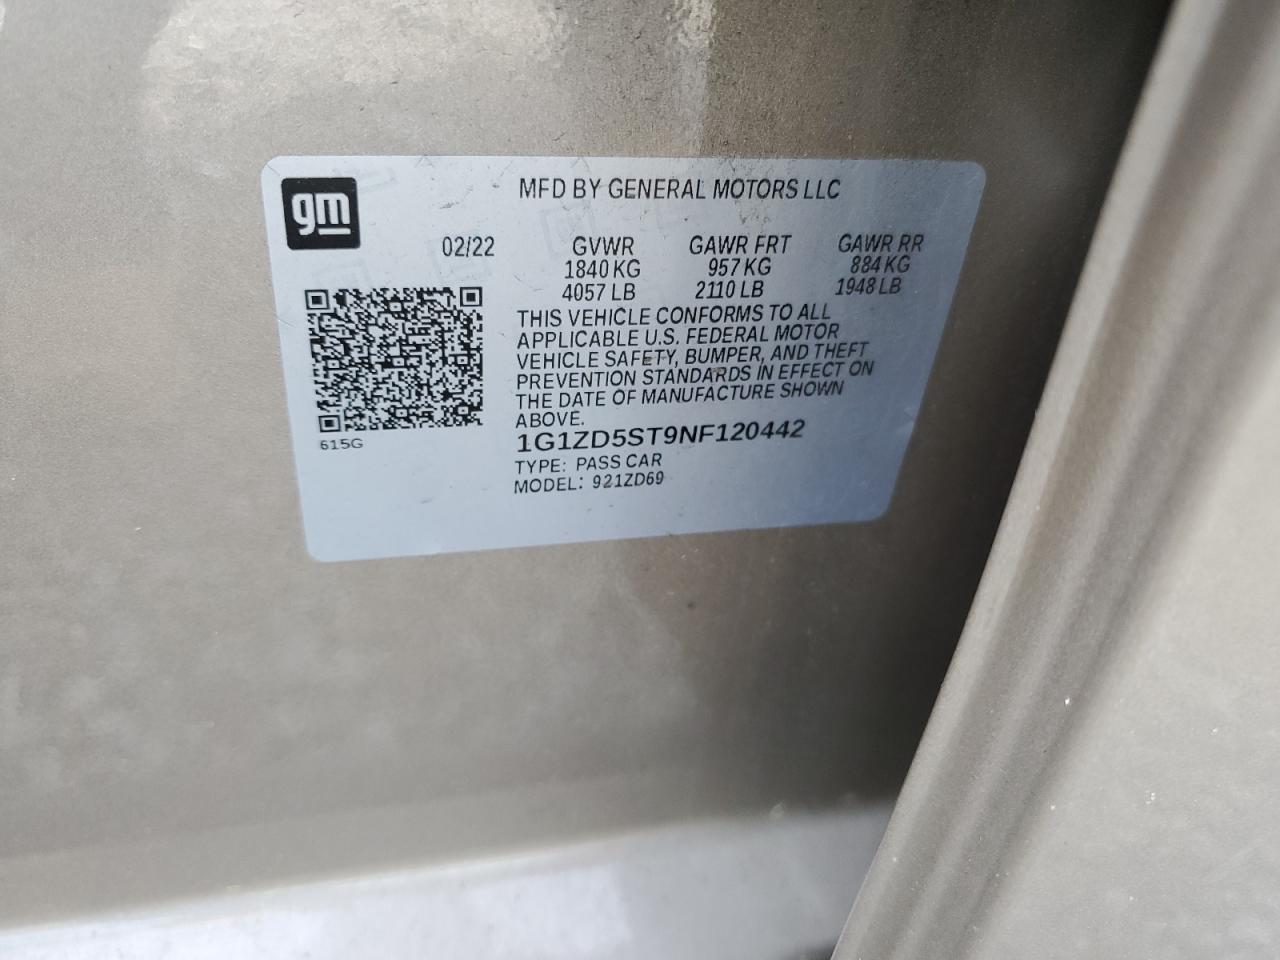 gm
MFD BY GENERAL MOTORS LLC
02/22 GVWR GAWR FRT GAWR RR
1840 KG 957 KG 884 KG
4057 LB 2110 LB 1948 LB
THIS VEHICLE CONFORMS TO ALL
APPLICABLE U.S. FEDERAL MOTOR
VEHICLE SAFETY, BUMPER, AND THEFT
PREVENTION STANDARDS IN EFFECT ON
THE DATE OF MANUFACTURE SHOWN
ABOVE.
615G
1G1ZD5ST9NF120442
TYPE: PASS CAR
MODEL: 921ZD69